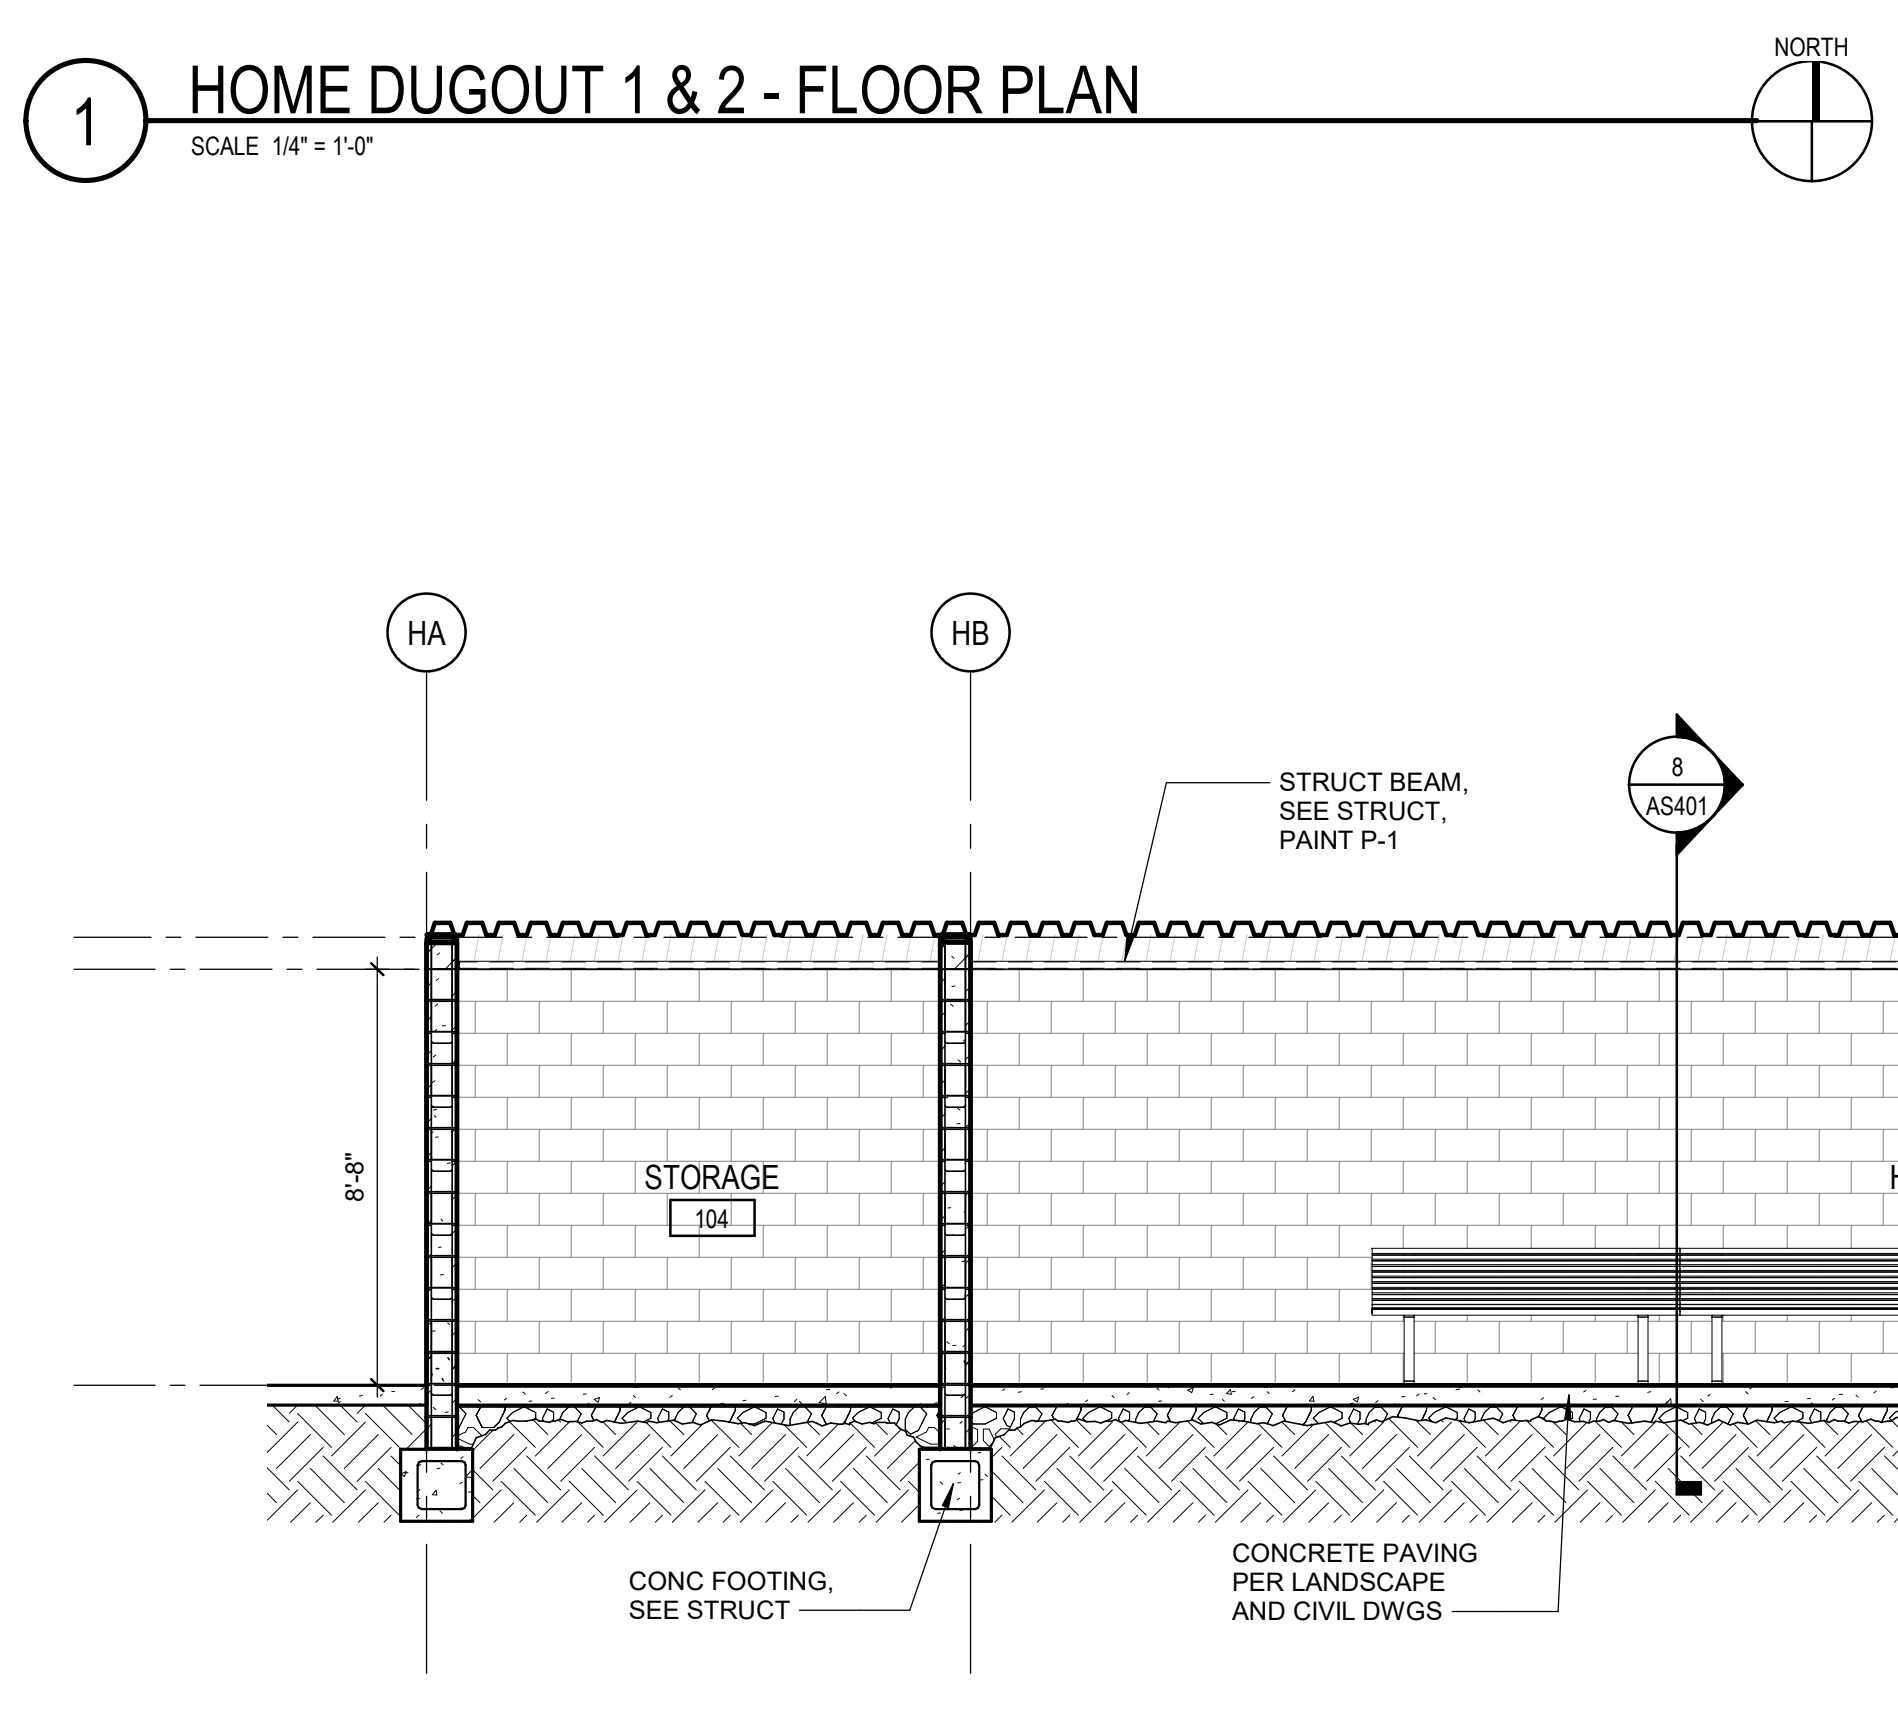 NORTH
1
HOME DUGOUT 1 & 2 - FLOOR PLAN
SCALE 1/4" = 1'-0"
HA
HB
STRUCT BEAM,
SEE STRUCT,
PAINT P-1
8
AS401
8'-8"
STORAGE
104
H
CONC FOOTING,
SEE STRUCT
CONCRETE PAVING
PER LANDSCAPE
AND CIVIL DWGS